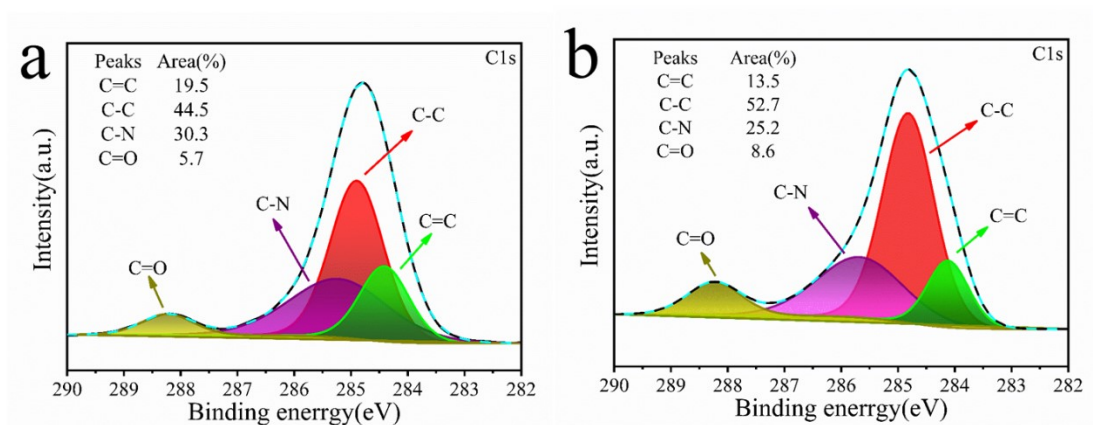 a
C1s
Peaks Area(%)
C=C 19.5
C-C 44.5
C-N 30.3
C=O 5.7
C-C
C-N
C=C
C=O
Intensity(a.u.)
290 289 288 287 286 285 284 283 282
Binding enerrgy(eV)
b
C1s
Peaks Area(%)
C=C 13.5
C-C 52.7
C-N 25.2
C=O 8.6
C-C
C-N
C=C
C=O
Intensity(a.u.)
290 289 288 287 286 285 284 283 282
Binding enerrgy(eV)